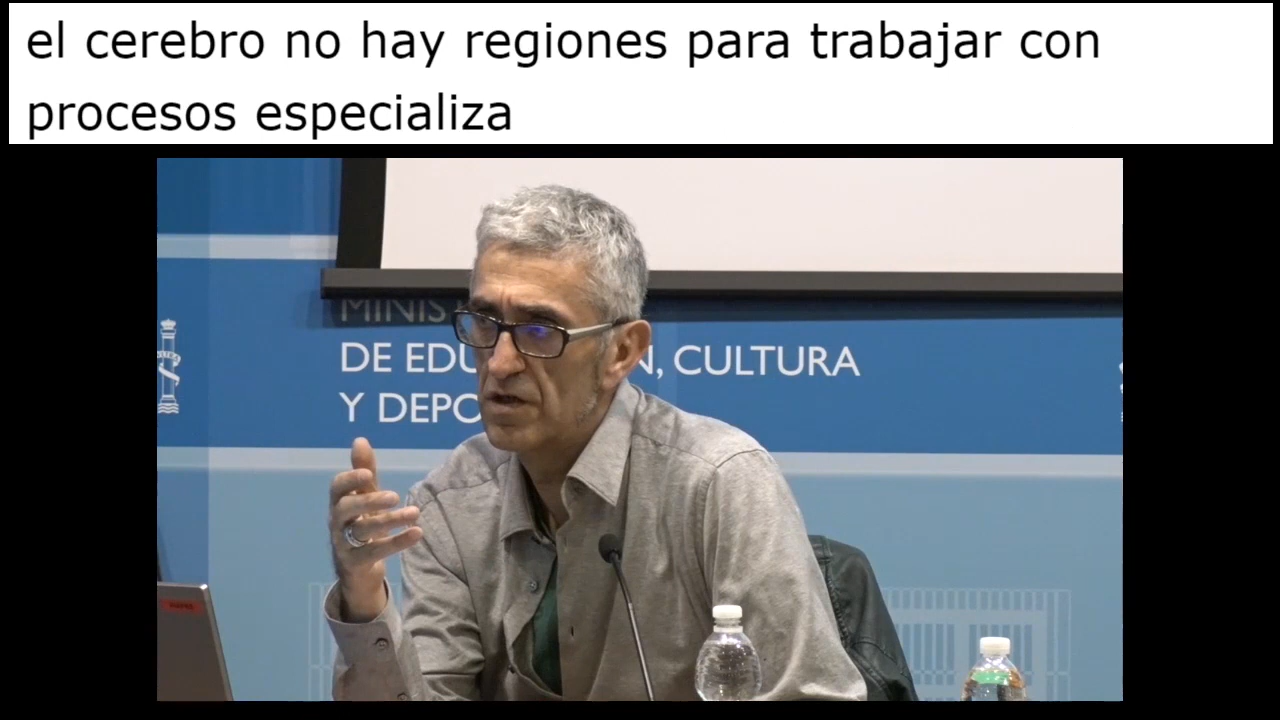 el cerebro no hay regiones para trabajar con
procesos especializa
MINIS
DE EDU N, CULTURA
Y DEPO